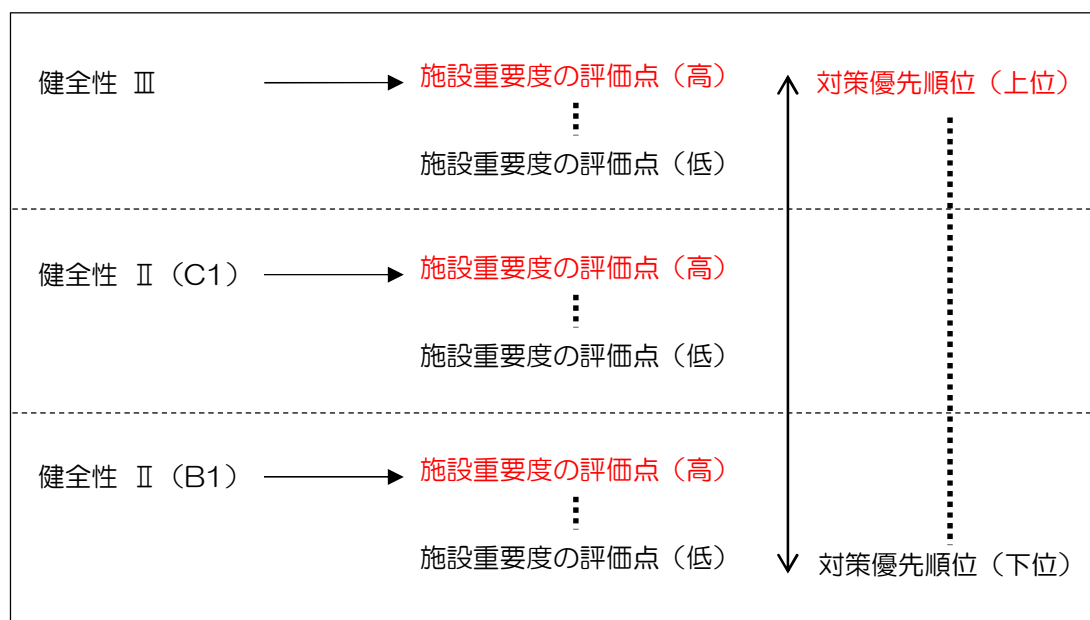 健全性 Ⅲ
施設重要度の評価点（高）
対策優先順位（上位）
施設重要度の評価点（低）
健全性 Ⅱ（C1）
施設重要度の評価点（高）
施設重要度の評価点（低）
健全性 Ⅱ（B1）
施設重要度の評価点（高）
施設重要度の評価点（低）
対策優先順位（下位）